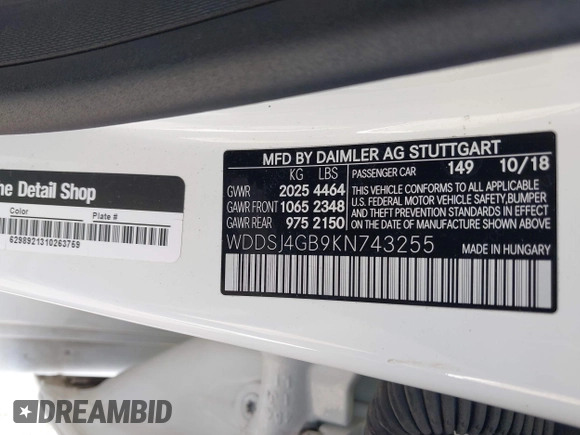 ne Detail Shop
Color Plate #
6298921310263769
MFD BY DAIMLER AG STUTTGART
KG LBS
PASSENGER CAR 149 10/18
GVWR 2025 4464
GAWR FRONT 1065 2348
GAWR REAR 975 2150
THIS VEHICLE CONFORMS TO ALL APPLICABLE
U.S. FEDERAL MOTOR VEHICLE SAFETY,BUMPER
AND THEFT PREVENTION STANDARDS IN EFFECT
ON THE DATE OF MANUFACTURE SHOWN ABOVE
WDDSJ4GB9KN743255
MADE IN HUNGARY
DREAMBID